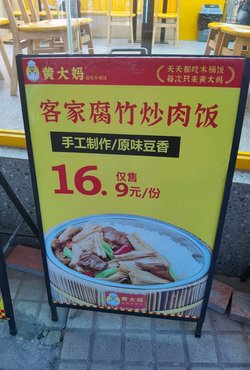 黄大妈
天天都吃木桶饭
每次只来黄大妈
客家腐竹炒肉饭
手工制作/原味豆香
仅售
16.9元/份
黄大妈